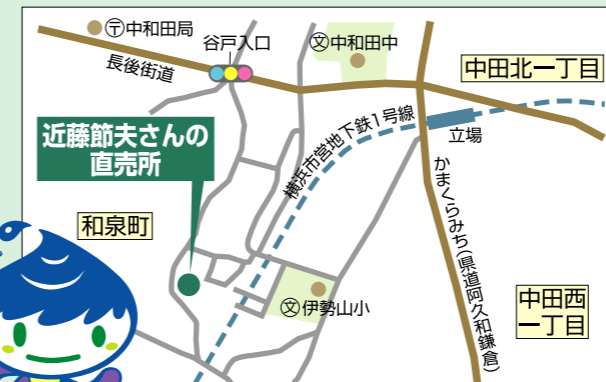 〒中和田局
谷戸入口
文中和田中
長後街道
中田北一丁目
横浜市営地下鉄1号線
立場
近藤節夫さんの
直売所
和泉町
かまくらみち(県道阿久和鎌倉)
文伊勢山小
中田西
一丁目